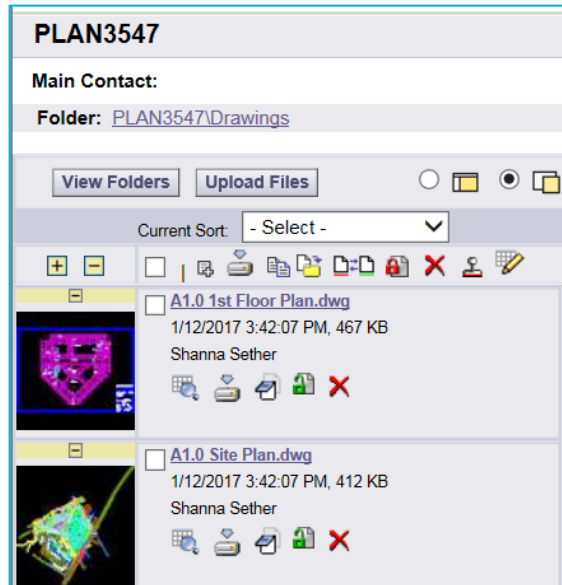 PLAN3547
Main Contact:
Folder: PLAN3547\Drawings
View Folders Upload Files
Current Sort: - Select -
A1.0 1st Floor Plan.dwg
1/12/2017 3:42:07 PM, 467 KB
Shanna Sether
A1.0 Site Plan.dwg
1/12/2017 3:42:07 PM, 412 KB
Shanna Sether